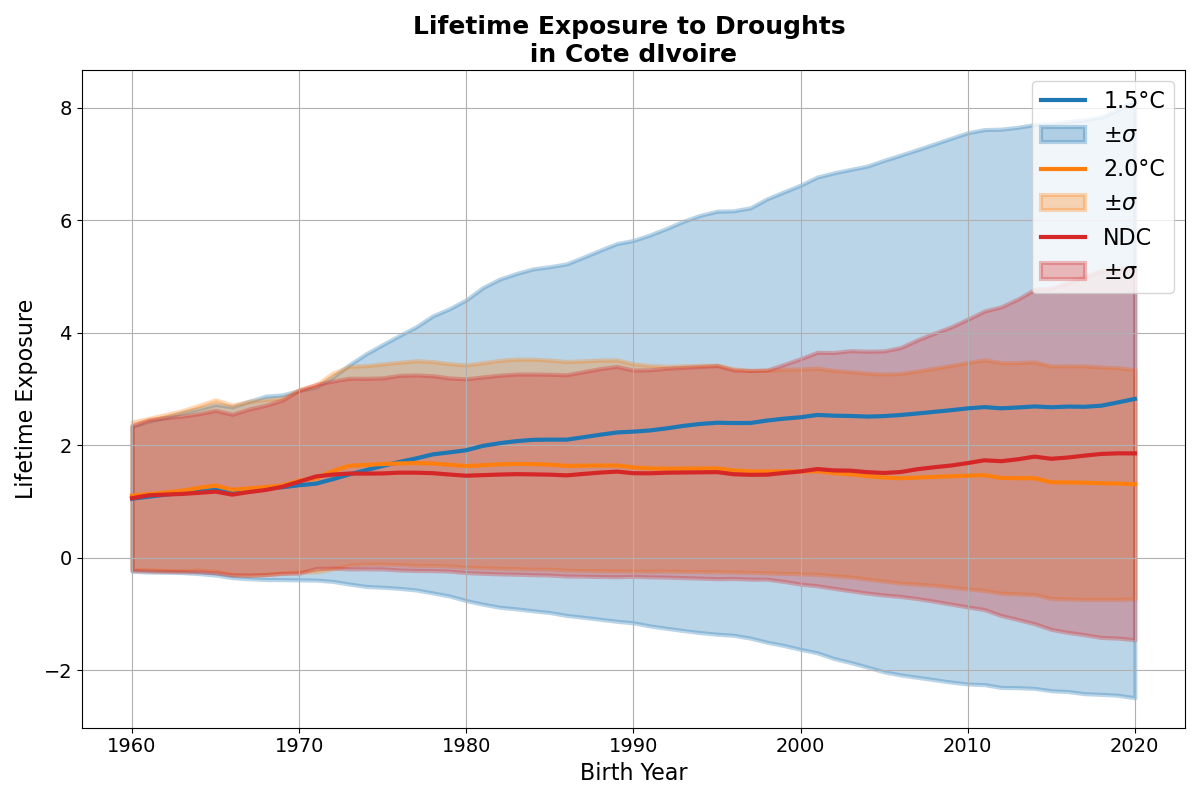 Lifetime Exposure to Droughts
in Cote dIvoire
Lifetime Exposure
8
6
4
2
0
−2
1960
1970
1980
1990
2000
2010
2020
Birth Year
1.5°C
±σ
2.0°C
±σ
NDC
±σ